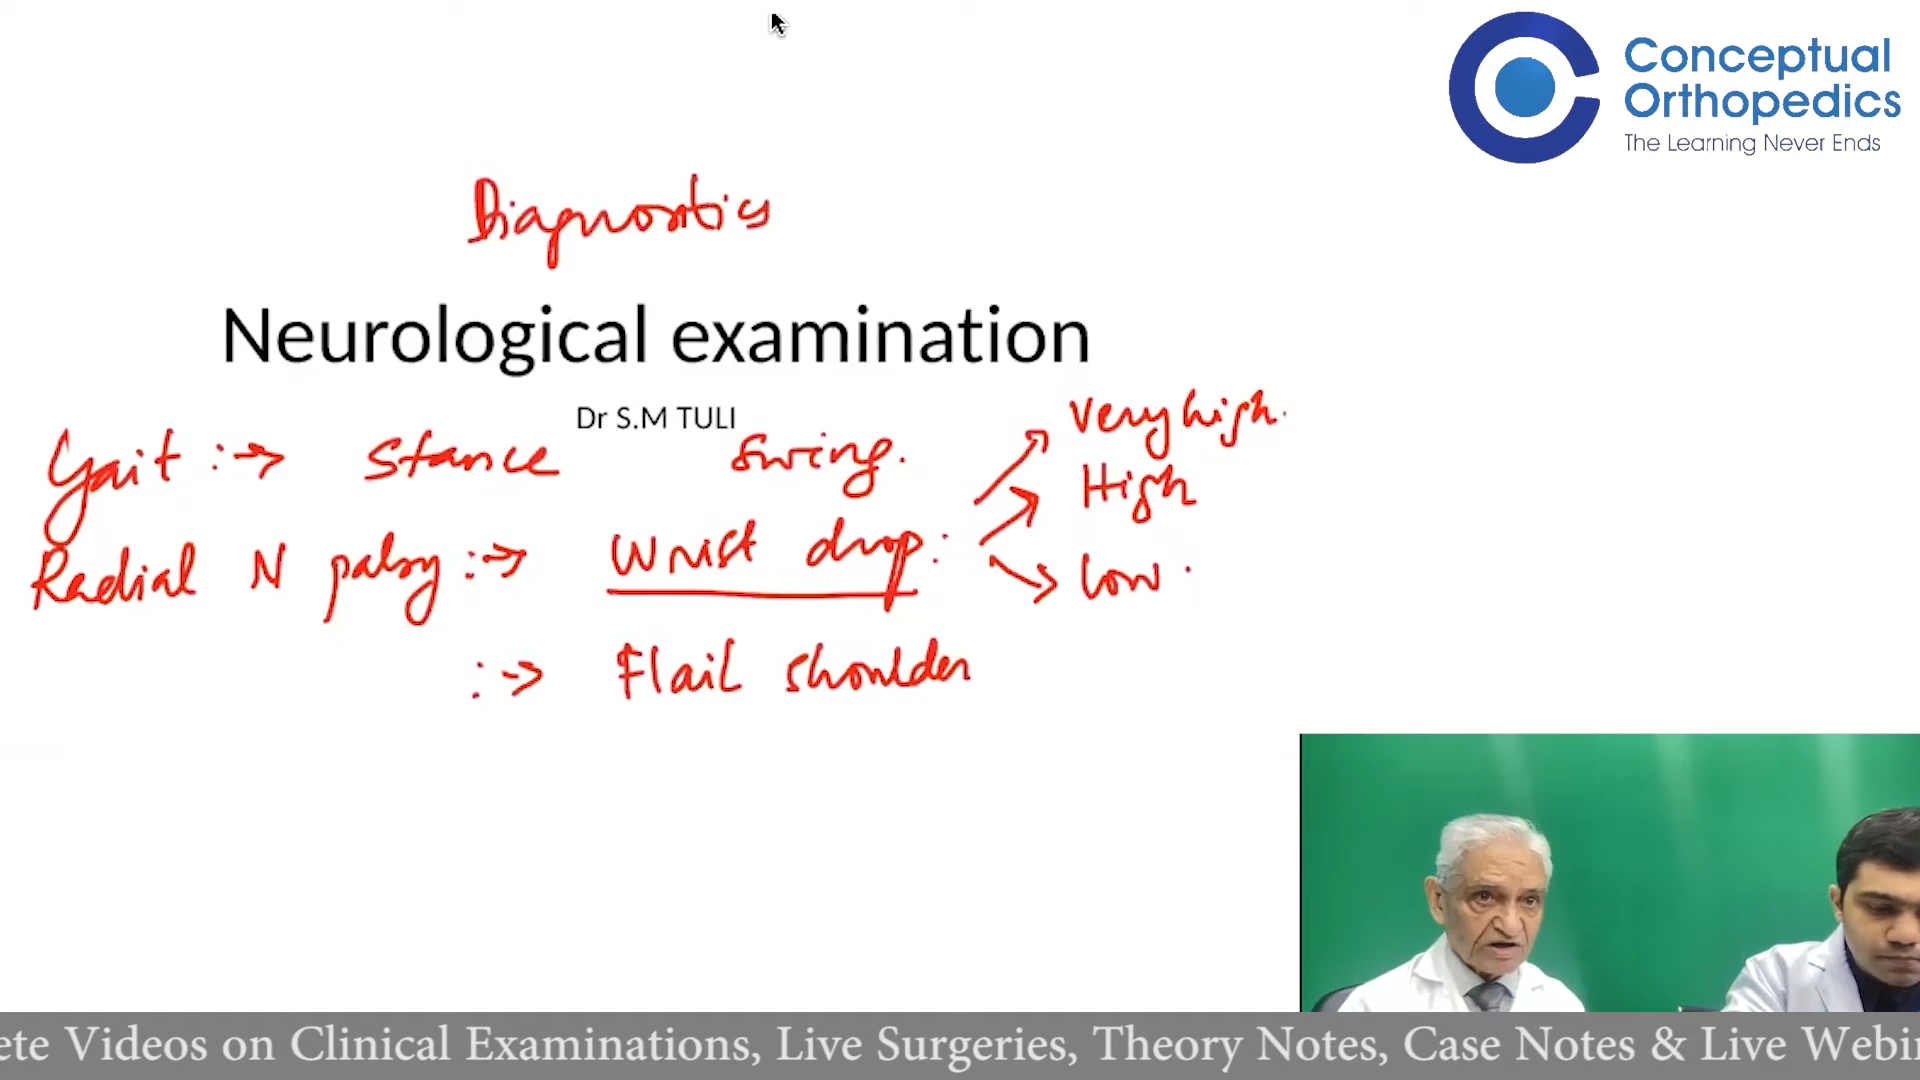 Conceptual
Orthopedics
The Learning Never Ends
Diagnostics
Neurological examination
Dr S.M TULI
Gait :→ Stance Swing.
Very high.
High
Low.
Radial N palsy :→ Wrist drop:
:→ Flail shoulder
ete Videos on Clinical Examinations, Live Surgeries, Theory Notes, Case Notes & Live Webin